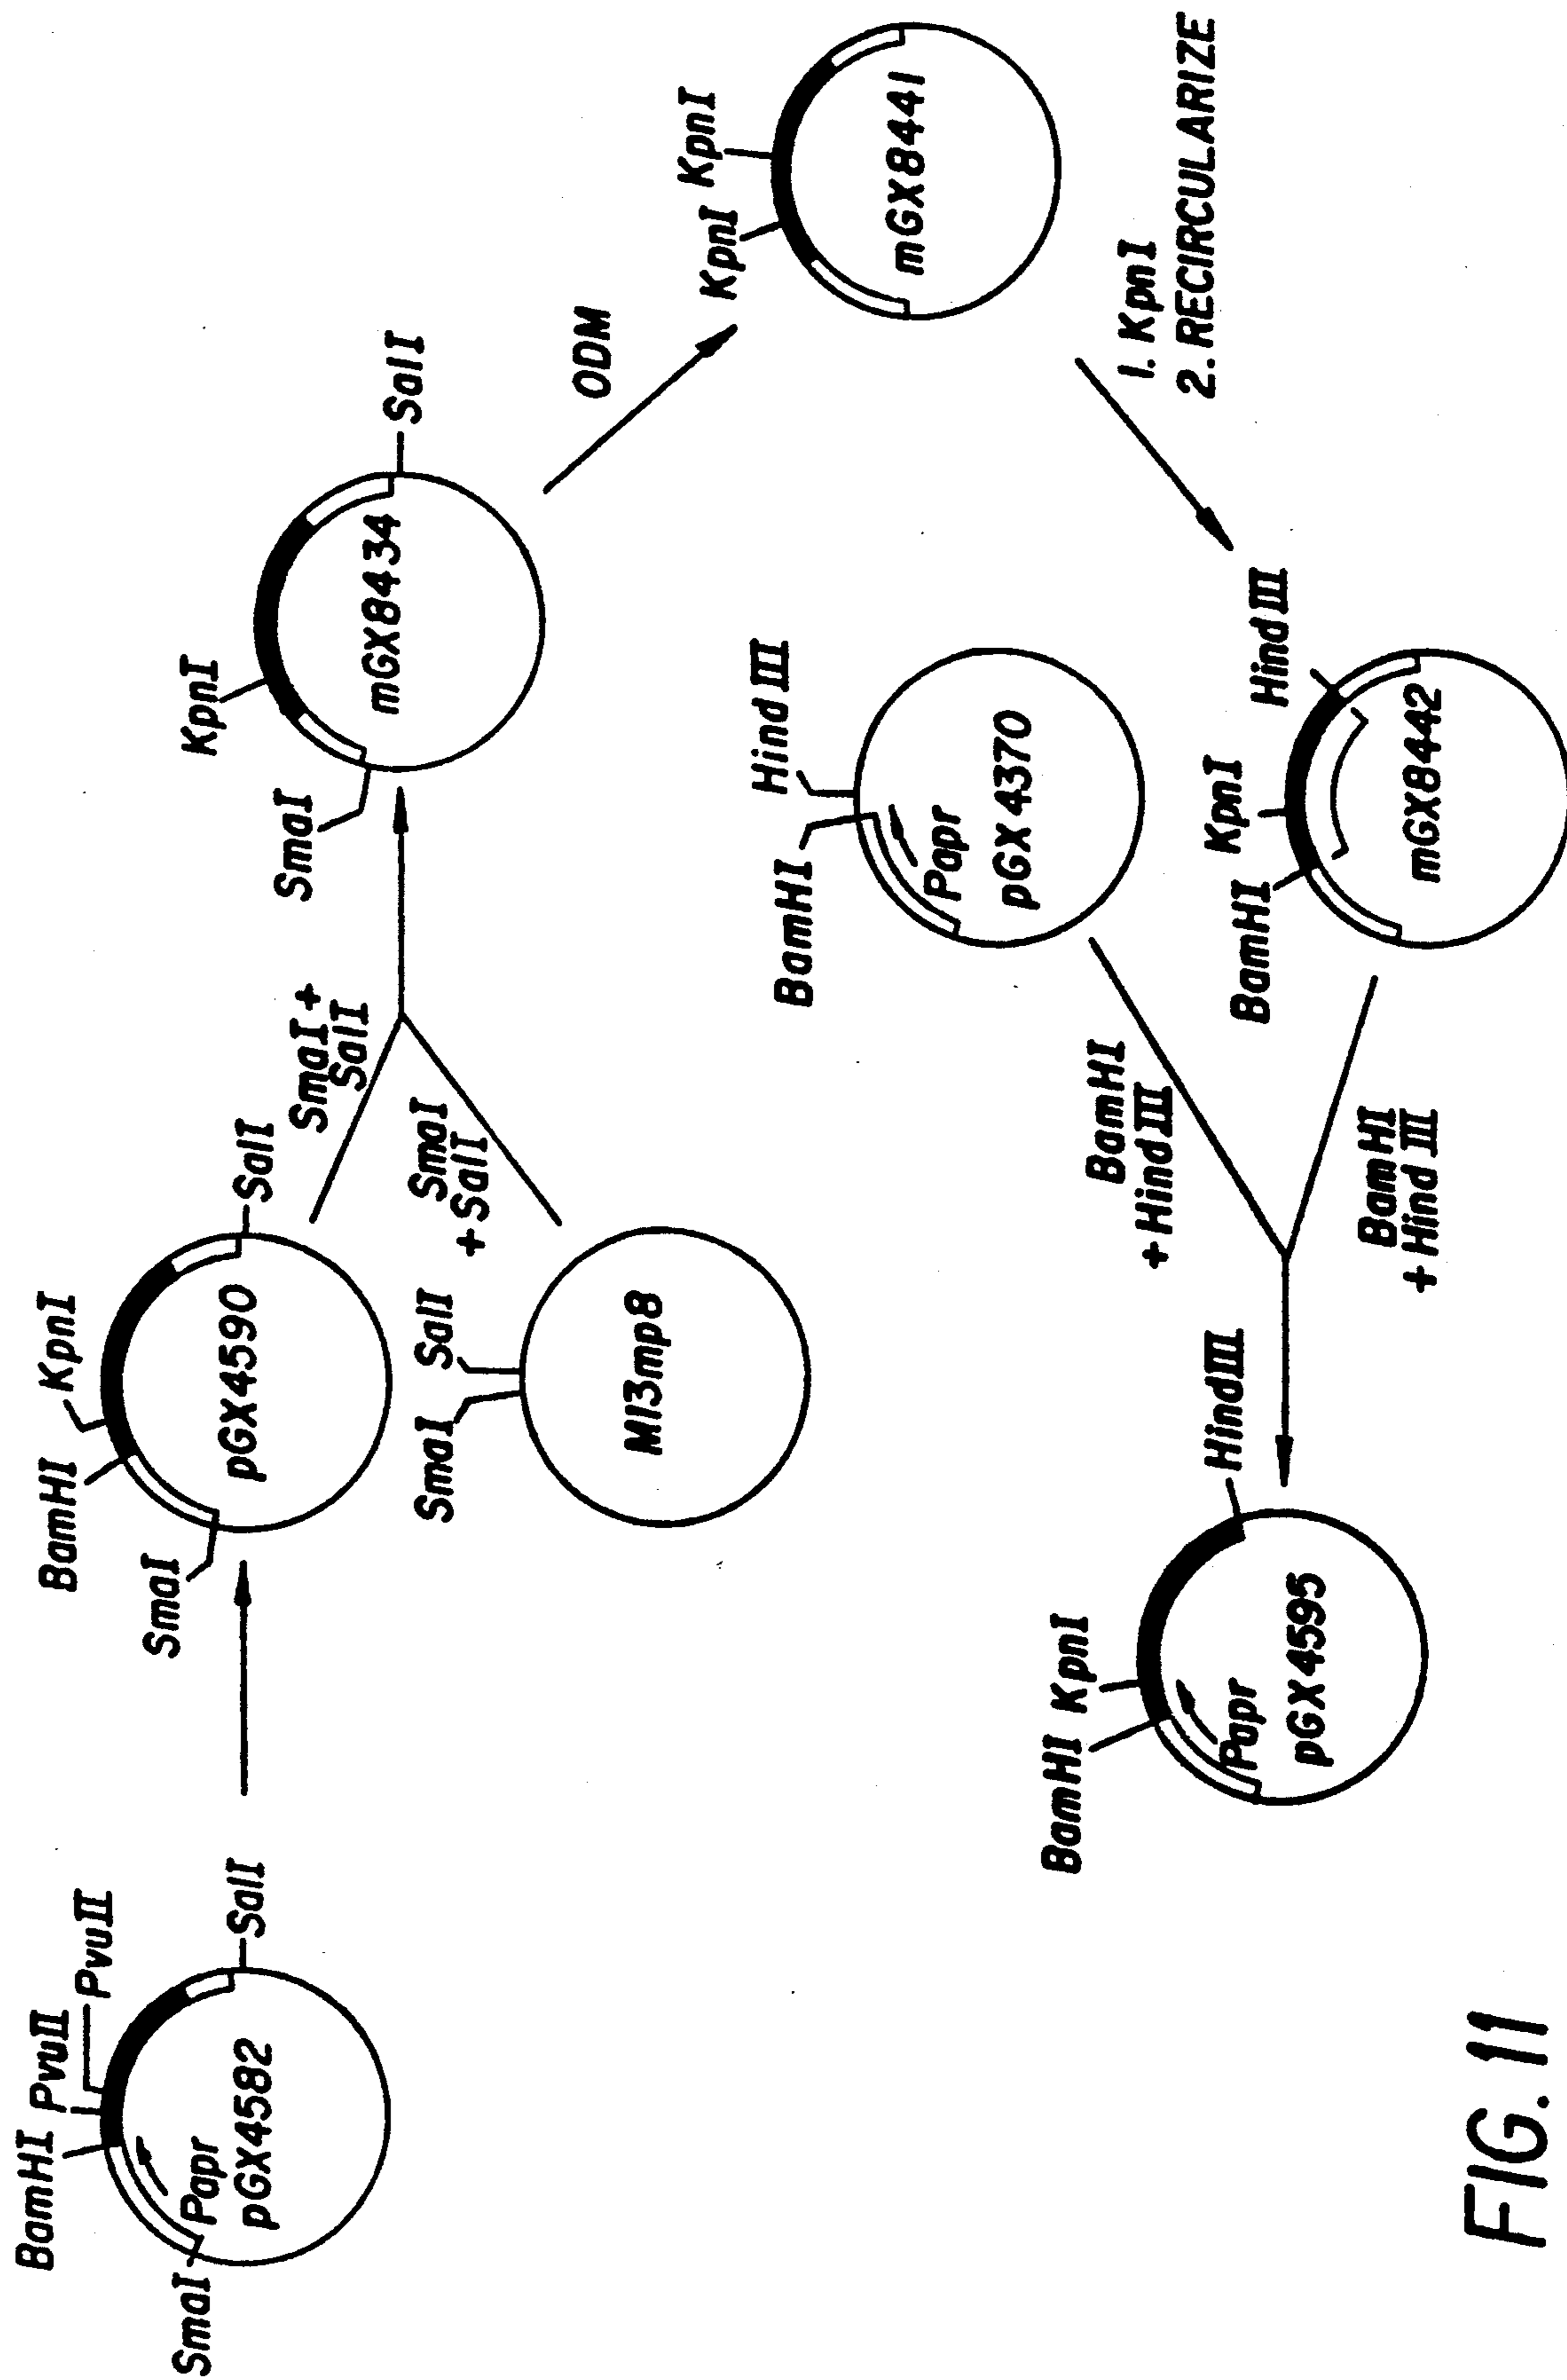 BamHI PvuII
PvuII
SmaI
SalI
Papr
pGX4582
BamHI KpnI
SmaI
SalI
pGX4590
SmaI SalI
M13mp8
SmaI +
SalI
SmaI
+ SalI
KpnI
SmaI
SalI
mGX8434
ODM
KpnI KpnI
mGX8441
1. KpnI
2. RECIRCULARIZE
BamHI KpnI
HindIII
Papr
pGX4595
BamHI
+ HindIII
BamHI
+ Hind III
BamHI
Hind III
Papr
pGX4370
BamHI KpnI
Hind III
mGX8442
FIG. 11